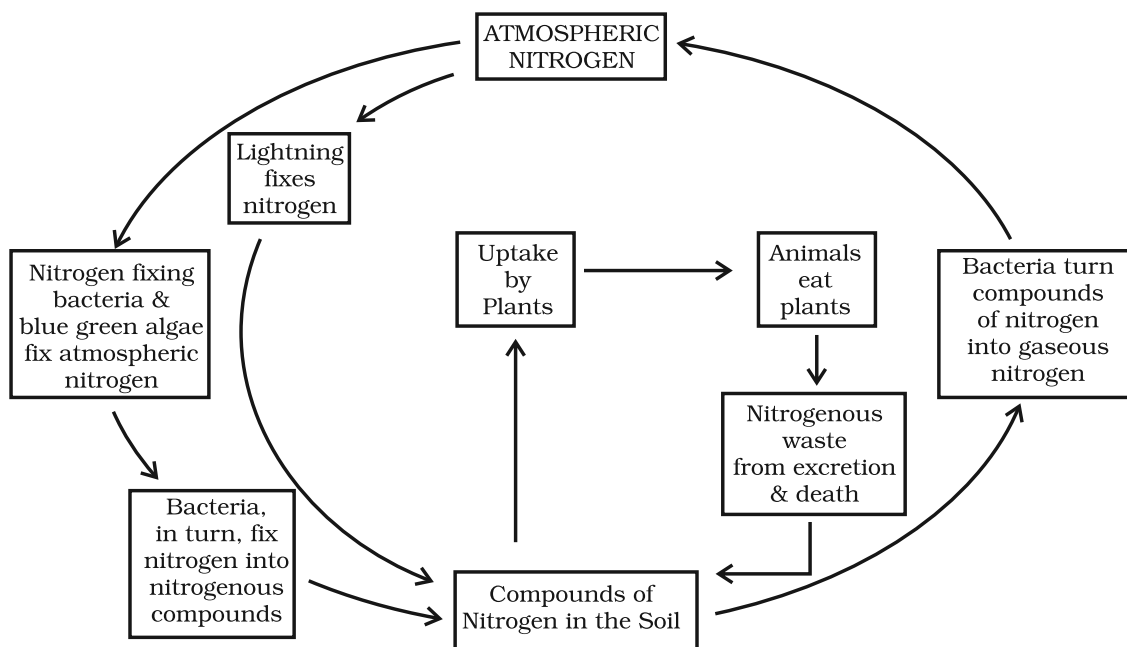 ATMOSPHERIC
NITROGEN
Lightning
fixes
nitrogen
Nitrogen fixing
bacteria &
blue green algae
fix atmospheric
nitrogen
Bacteria,
in turn, fix
nitrogen into
nitrogenous
compounds
Uptake
by
Plants
Animals
eat
plants
Nitrogenous
waste
from excretion
& death
Compounds of
Nitrogen in the Soil
Bacteria turn
compounds
of nitrogen
into gaseous
nitrogen